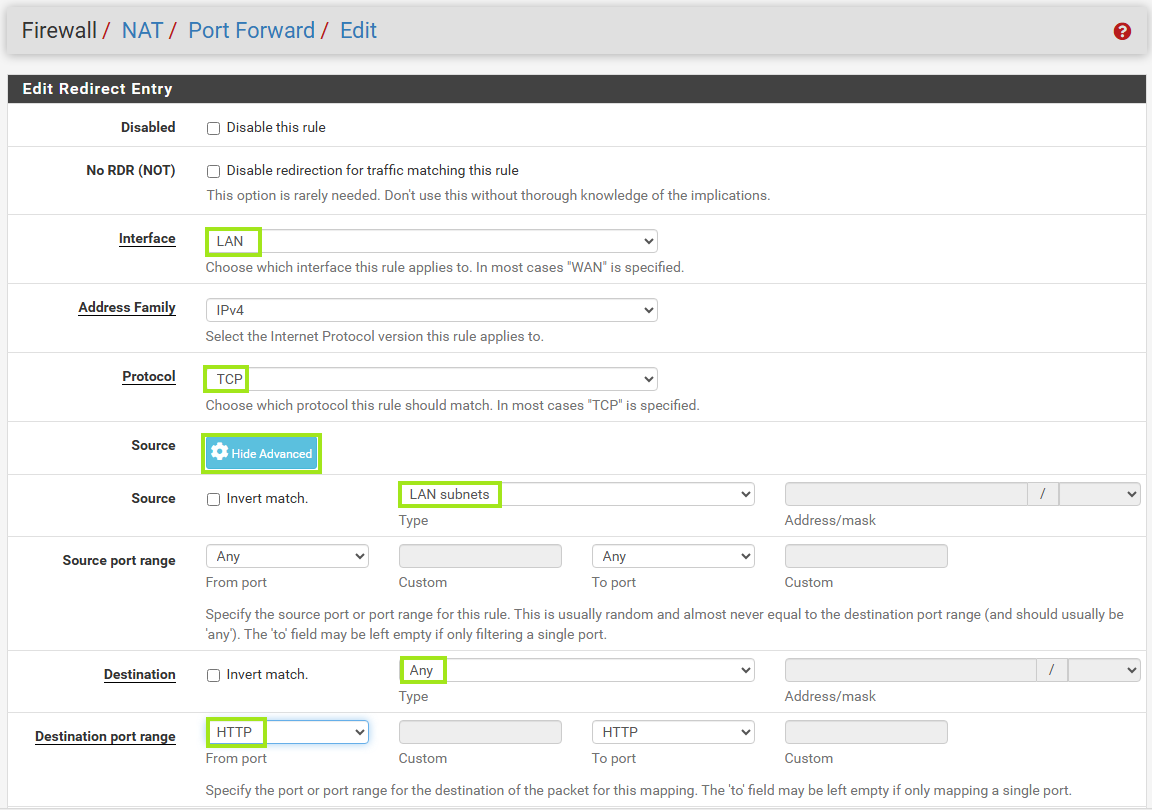 Firewall / NAT / Port Forward / Edit
?
Edit Redirect Entry
Disabled Disable this rule
No RDR (NOT) Disable redirection for traffic matching this rule
This option is rarely needed. Don't use this without thorough knowledge of the implications.
Interface LAN
Choose which interface this rule applies to. In most cases "WAN" is specified.
Address Family IPv4
Select the Internet Protocol version this rule applies to.
Protocol TCP
Choose which protocol this rule should match. In most cases "TCP" is specified.
Source Hide Advanced
Source Invert match. LAN subnets /
Type Address/mask
Source port range Any Any
From port Custom To port Custom
Specify the source port or port range for this rule. This is usually random and almost never equal to the destination port range (and should usually be
'any'). The 'to' field may be left empty if only filtering a single port.
Destination Invert match. Any /
Type Address/mask
Destination port range HTTP HTTP
From port Custom To port Custom
Specify the port or port range for the destination of the packet for this mapping. The 'to' field may be left empty if only mapping a single port.